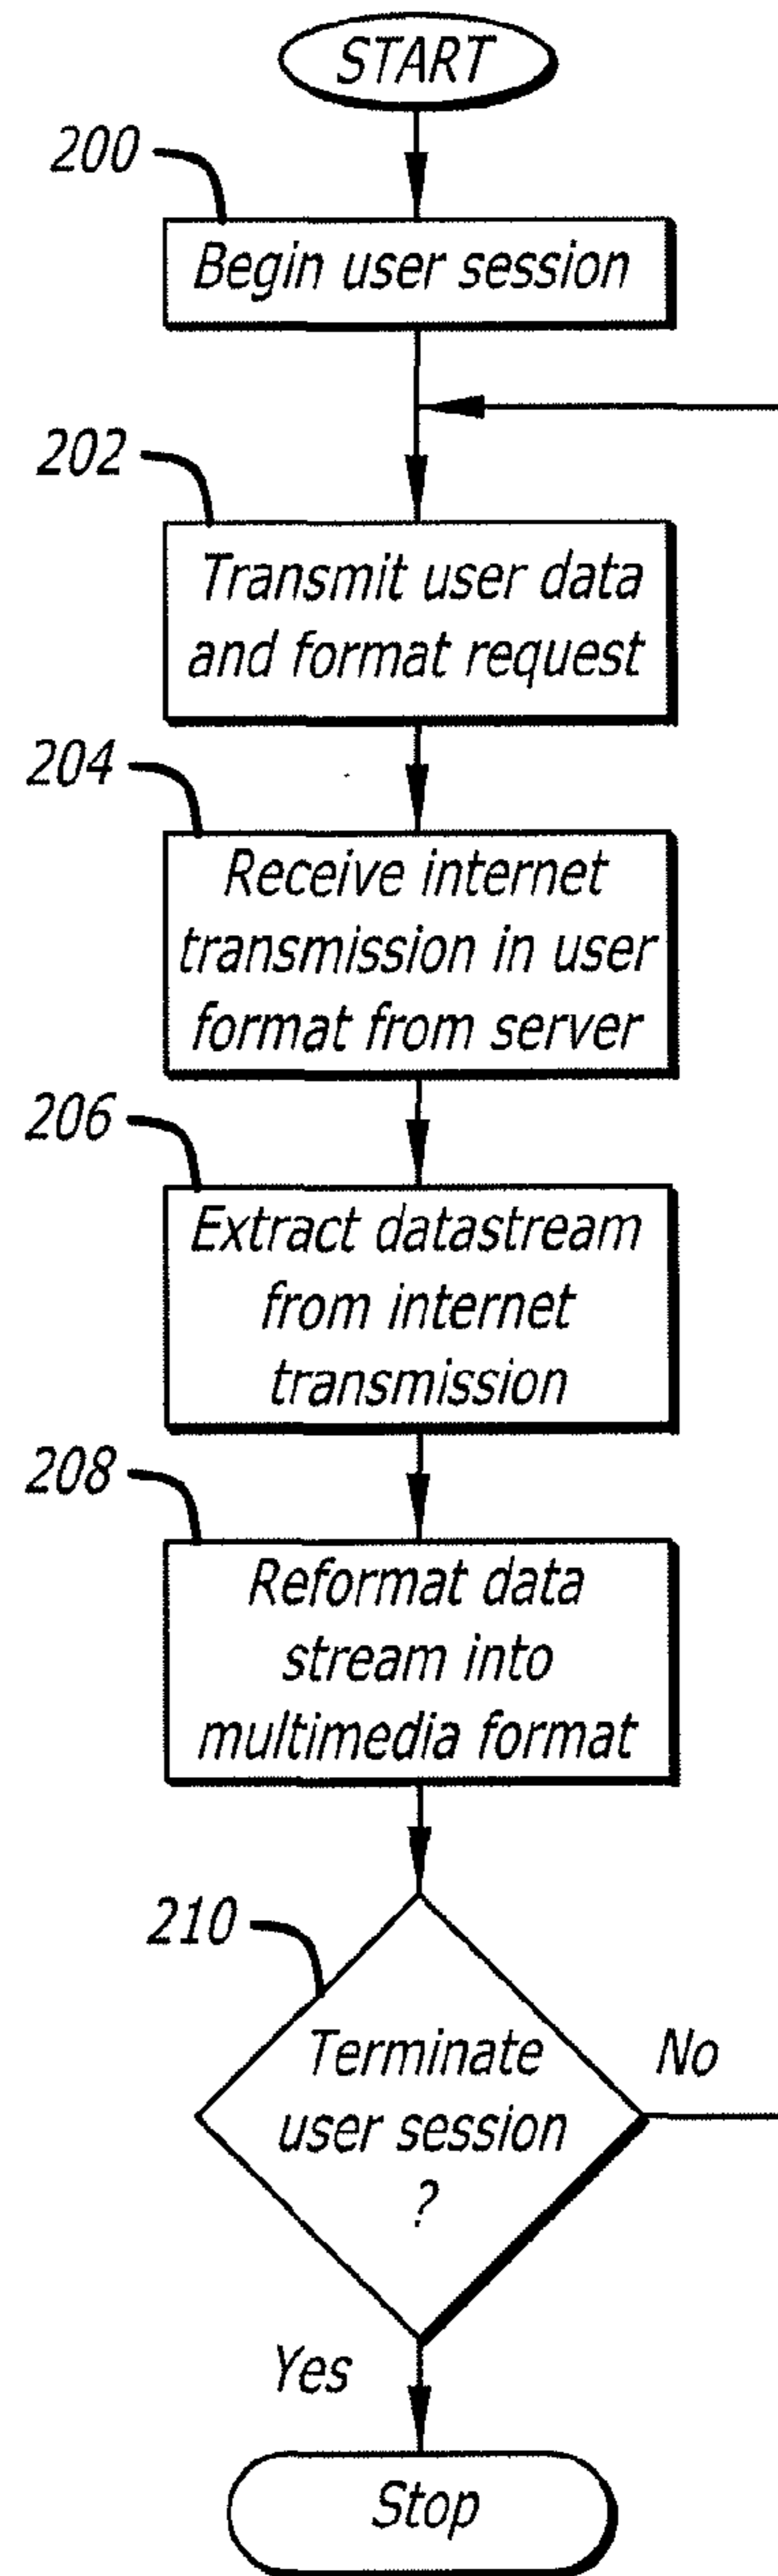 START
200
Begin user session
202
Transmit user data
and format request
204
Receive internet
transmission in user
format from server
206
Extract datastream
from internet
transmission
208
Reformat data
stream into
multimedia format
210
Terminate
user session
?
No
Yes
Stop